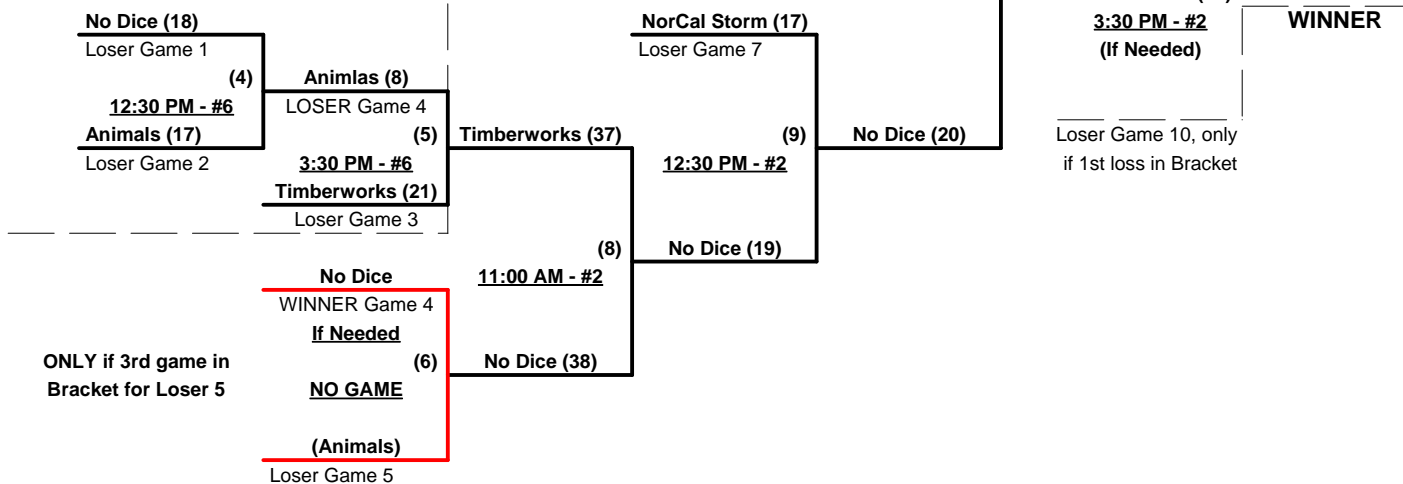 No Dice (18)
Loser Game 1
(4)
12:30 PM - #6
Animals (17)
Loser Game 2
Animlas (8)
LOSER Game 4
(5)
3:30 PM - #6
Timberworks (21)
Loser Game 3
Timberworks (37)
(8)
11:00 AM - #2
No Dice
WINNER Game 4
If Needed
(6)
NO GAME
(Animals)
Loser Game 5
ONLY if 3rd game in
Bracket for Loser 5
No Dice (38)
NorCal Storm (17)
Loser Game 7
(9)
12:30 PM - #2
No Dice (19)
No Dice (20)
3:30 PM - #2
(If Needed)
WINNER
Loser Game 10, only
if 1st loss in Bracket